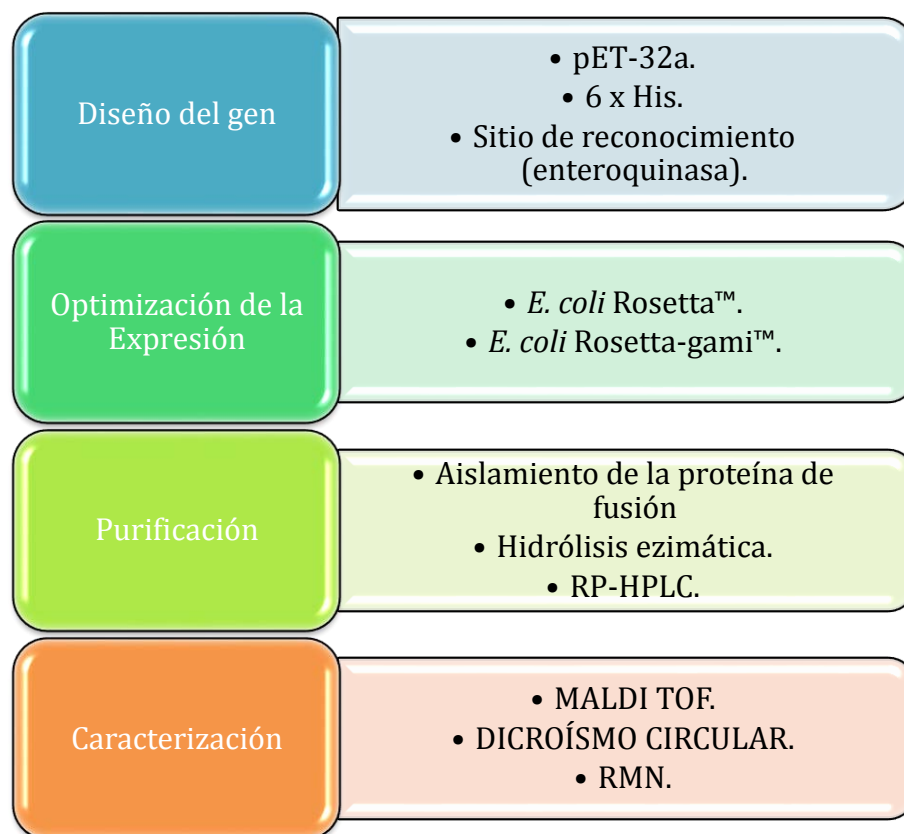 Diseño del gen
• pET-32a.
• 6 x His.
• Sitio de reconocimiento
(enteroquinasa).
Optimización de la
Expresión
• E. coli Rosetta™.
• E. coli Rosetta-gami™.
Purificación
• Aislamiento de la proteína de
fusión
• Hidrólisis ezimática.
• RP-HPLC.
Caracterización
• MALDI TOF.
• DICROÍSMO CIRCULAR.
• RMN.